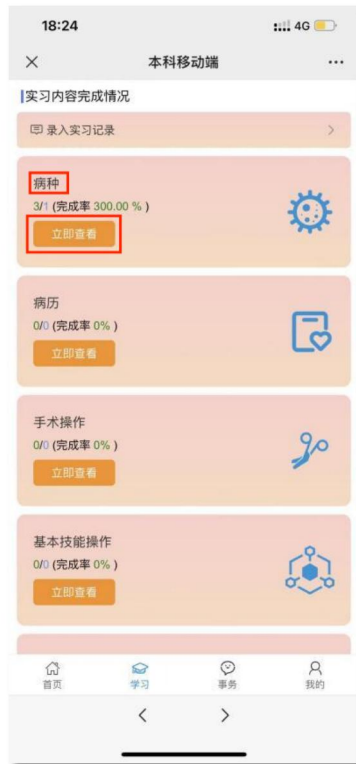 18:24
4G
本科移动端
实习内容完成情况
录入实习记录
病种
3/1 (完成率 300.00 % )
立即查看
病历
0/0 (完成率 0% )
立即查看
手术操作
0/0 (完成率 0% )
立即查看
基本技能操作
0/0 (完成率 0% )
立即查看
首页 学习 事务 我的